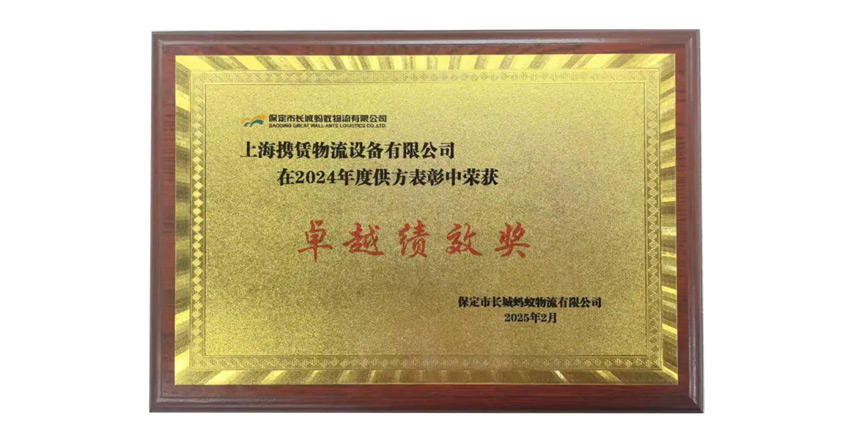 保定市长城蚂蚁物流有限公司
BAODING GREAT WALL-ANTS LOGISTICS CO.,LTD.
上海携赁物流设备有限公司
在2024年度供方表彰中荣获
卓越绩效奖
保定市长城蚂蚁物流有限公司
2025年2月